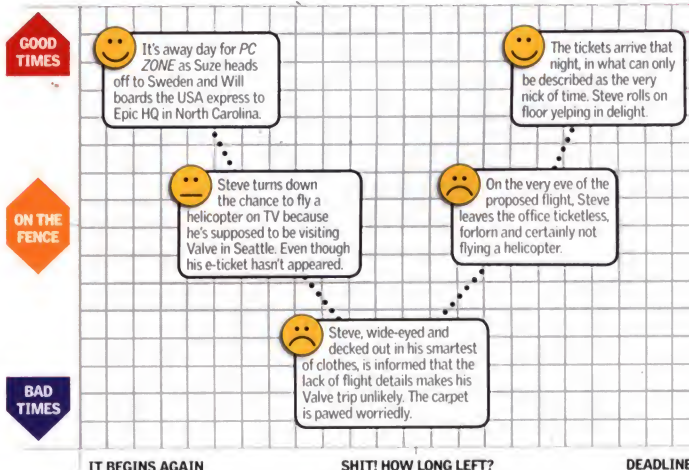 GOOD
TIMES
It's away day for PC
ZONE as Suze heads
off to Sweden and Will
boards the USA express to
Epic HQ in North Carolina.
The tickets arrive that
night, in what can only
be described as the very
nick of time. Steve rolls on
floor yelping in delight.
ON THE
FENCE
Steve turns down
the chance to fly a
helicopter on TV because
he's supposed to be visiting
Valve in Seattle. Even though
his e-ticket hasn't appeared.
On the very eve of the
proposed flight, Steve
leaves the office ticketless,
forlorn and certainly not
flying a helicopter.
Steve, wide-eyed and
decked out in his smartest
of clothes, is informed that the
lack of flight details makes his
Valve trip unlikely. The carpet
is pawed worriedly.
BAD
TIMES
IT BEGINS AGAIN
SHIT! HOW LONG LEFT?
DEADLINE